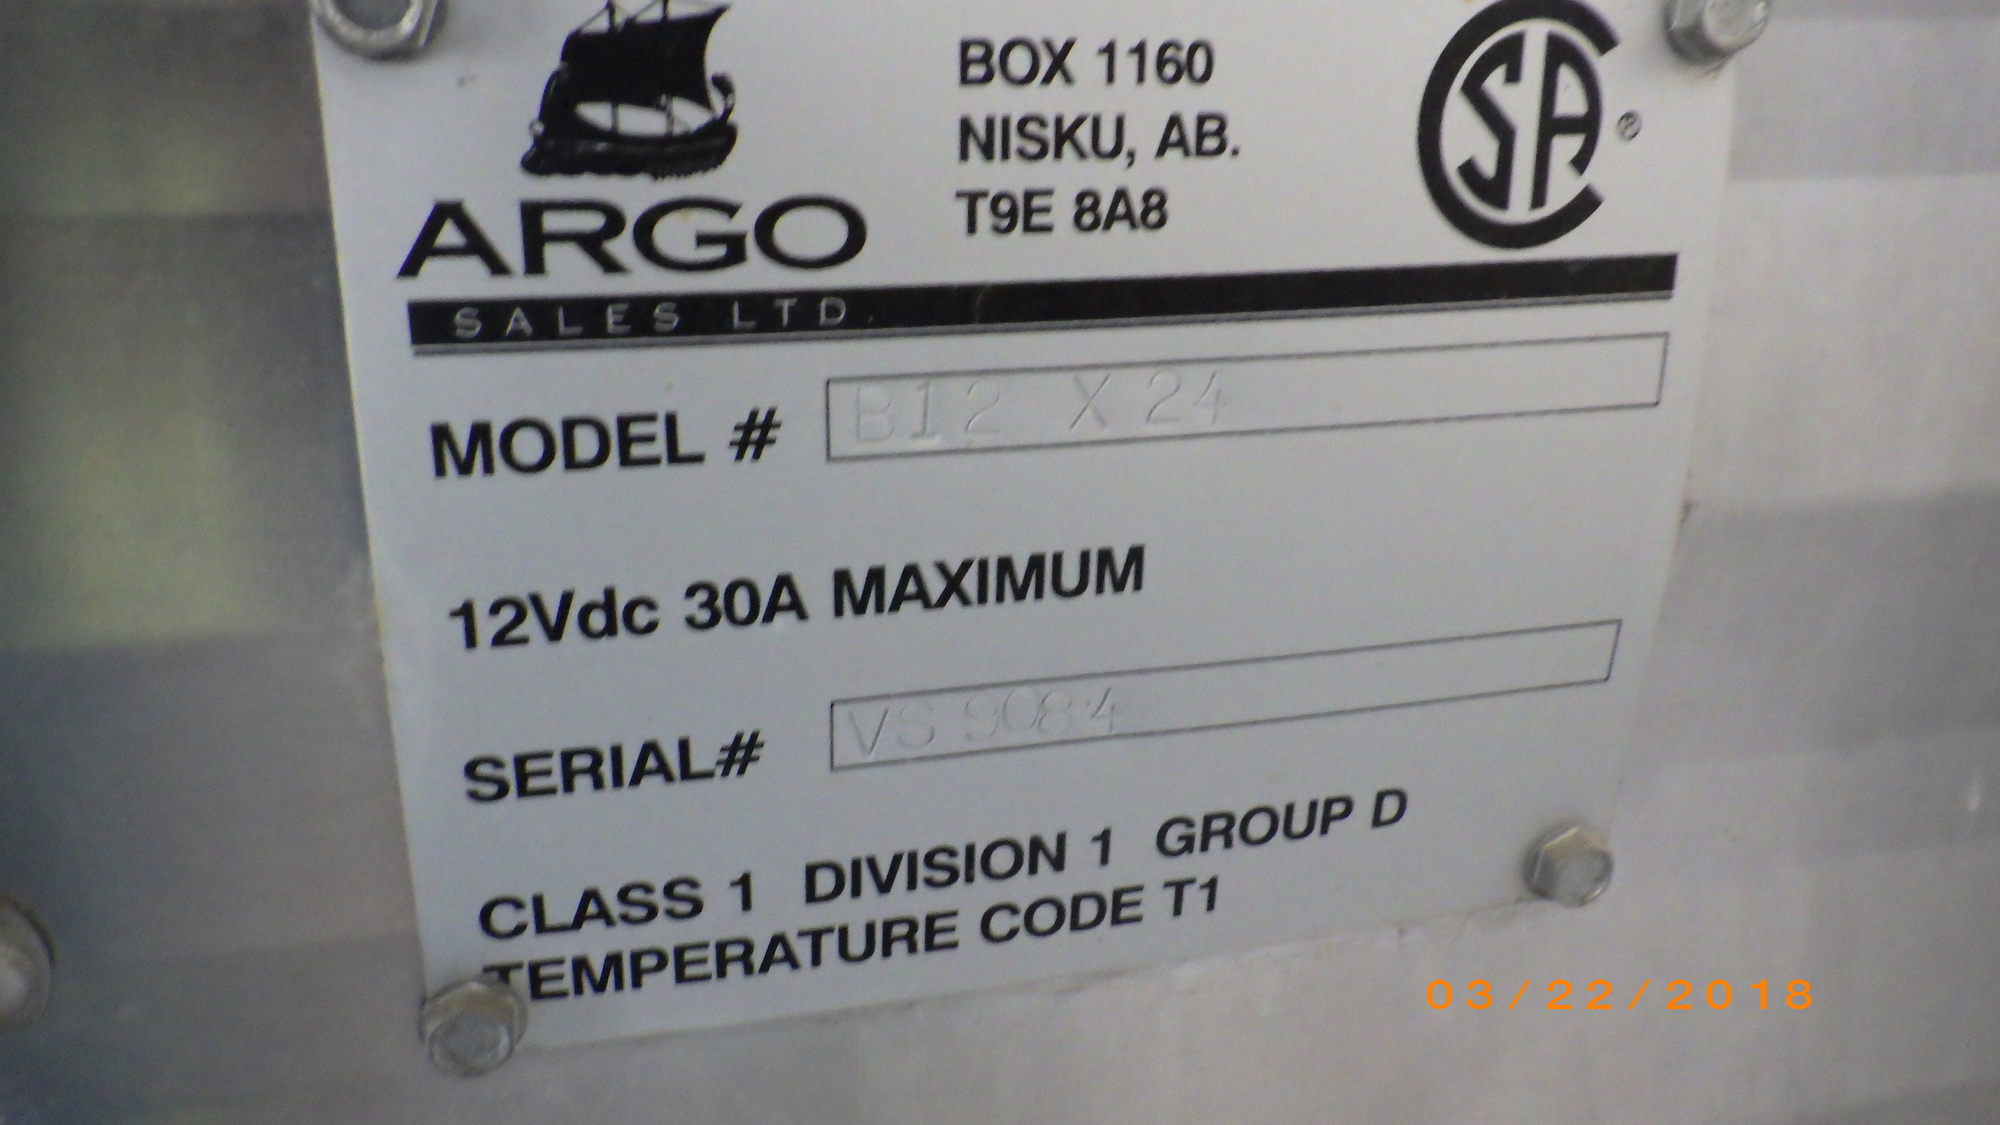 BOX 1160
NISKU, AB.
T9E 8A8
CSA ®
ARGO
SALES LTD.
MODEL # B12 X 24
12Vdc 30A MAXIMUM
SERIAL# VS 9084
CLASS 1 DIVISION 1 GROUP D
TEMPERATURE CODE T1
03/22/2018